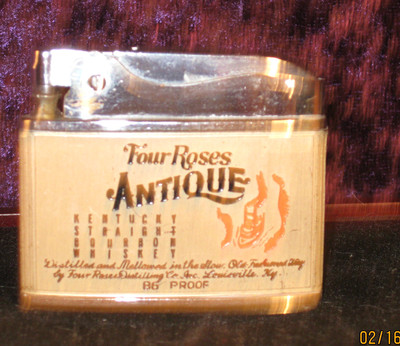 Four Roses
ANTIQUE
KENTUCKY
STRAIGHT
BOURBON
WHISKEY
Distilled and Mellowed in the Slow Old-Fashioned Way
by Four Roses Distilling Co. Inc. Louisville, Ky.
86 PROOF
02/16